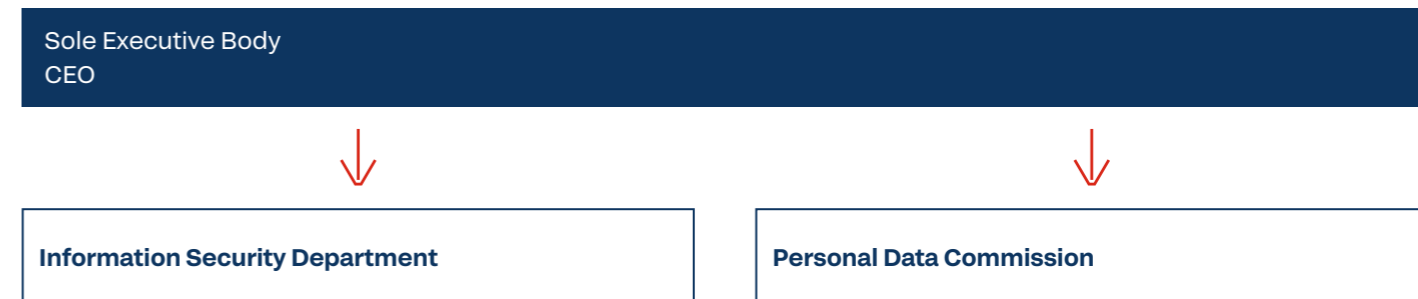 Sole Executive Body
CEO
Information Security Department
Personal Data Commission